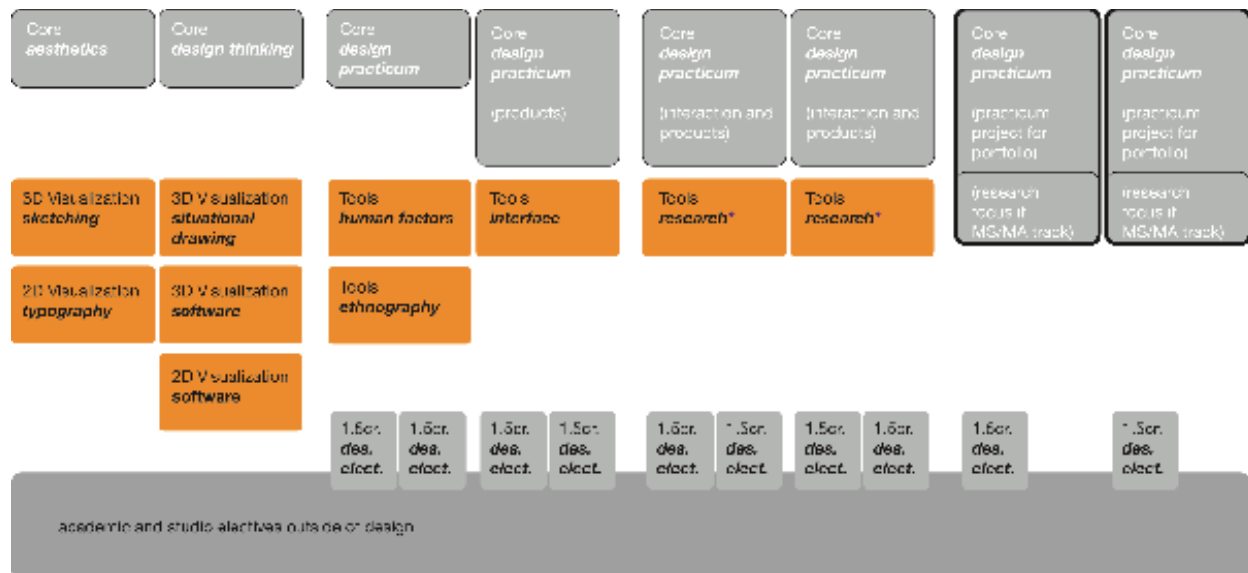 Core
aesthetics
Core
design thinking
Core
design
practicum
Core
design
practicum
(products)
Core
design
practicum
(interaction and
products)
Core
design
practicum
(interaction and
products)
Core
design
practicum
(practicum
project for
portfolio)
(research
focus if
MS/MA track)
Core
design
practicum
(practicum
project for
portfolio)
(research
focus if
MS/MA track)
Visualization
sketching
3D Visualization
situational
drawing
Tools
human factors
Tools
interface
Tools
research*
Tools
research*
2D Visualization
typography
3D Visualization
software
Tools
ethnography
2D Visualization
software
1.5cr.
des.
elect.
1.5cr.
des.
elect.
1.5cr.
des.
elect.
1.5cr.
des.
elect.
1.5cr.
des.
elect.
1.5cr.
des.
elect.
1.5cr.
des.
elect.
1.5cr.
des.
elect.
1.5cr.
des.
elect.
1.5cr.
des.
elect.
academic and studio electives outside of design